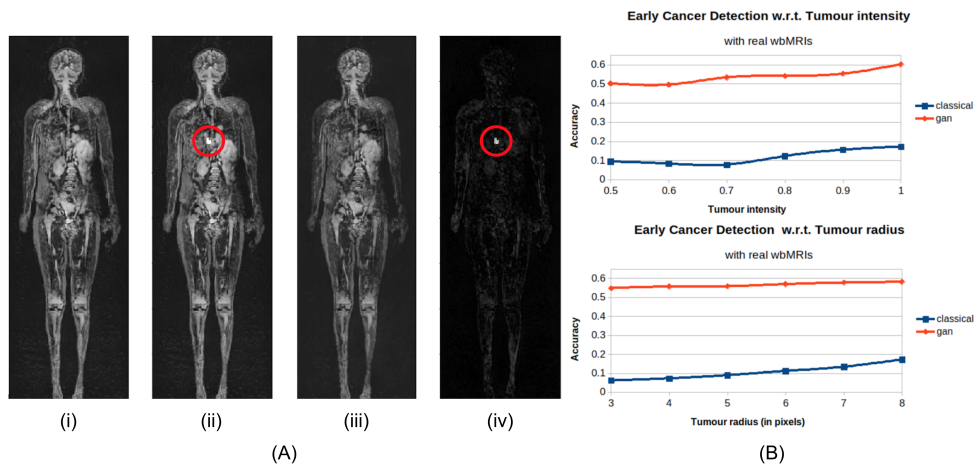 Early Cancer Detection w.r.t. Tumour intensity
with real wbMRIs
0.6
0.5
0.4
0.3
0.2
0.1
0
Accuracy
0.5 0.6 0.7 0.8 0.9 1
Tumour intensity
classical
gan
Early Cancer Detection w.r.t. Tumour radius
with real wbMRIs
0.6
0.5
0.4
0.3
0.2
0.1
0
Accuracy
3 4 5 6 7 8
Tumour radius (in pixels)
classical
gan
(i) (ii) (iii) (iv)
(A) (B)